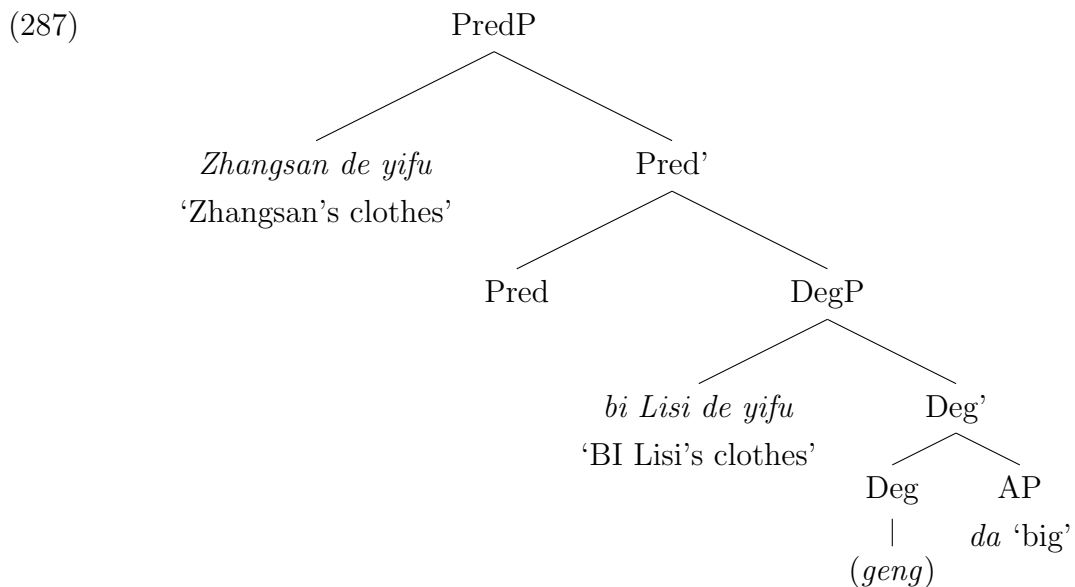 (287)
PredP
Zhangsan de yifu
‘Zhangsan’s clothes’
Pred’
Pred
DegP
bi Lisi de yifu
‘BI Lisi’s clothes’
Deg’
Deg
AP
(geng)
da ‘big’